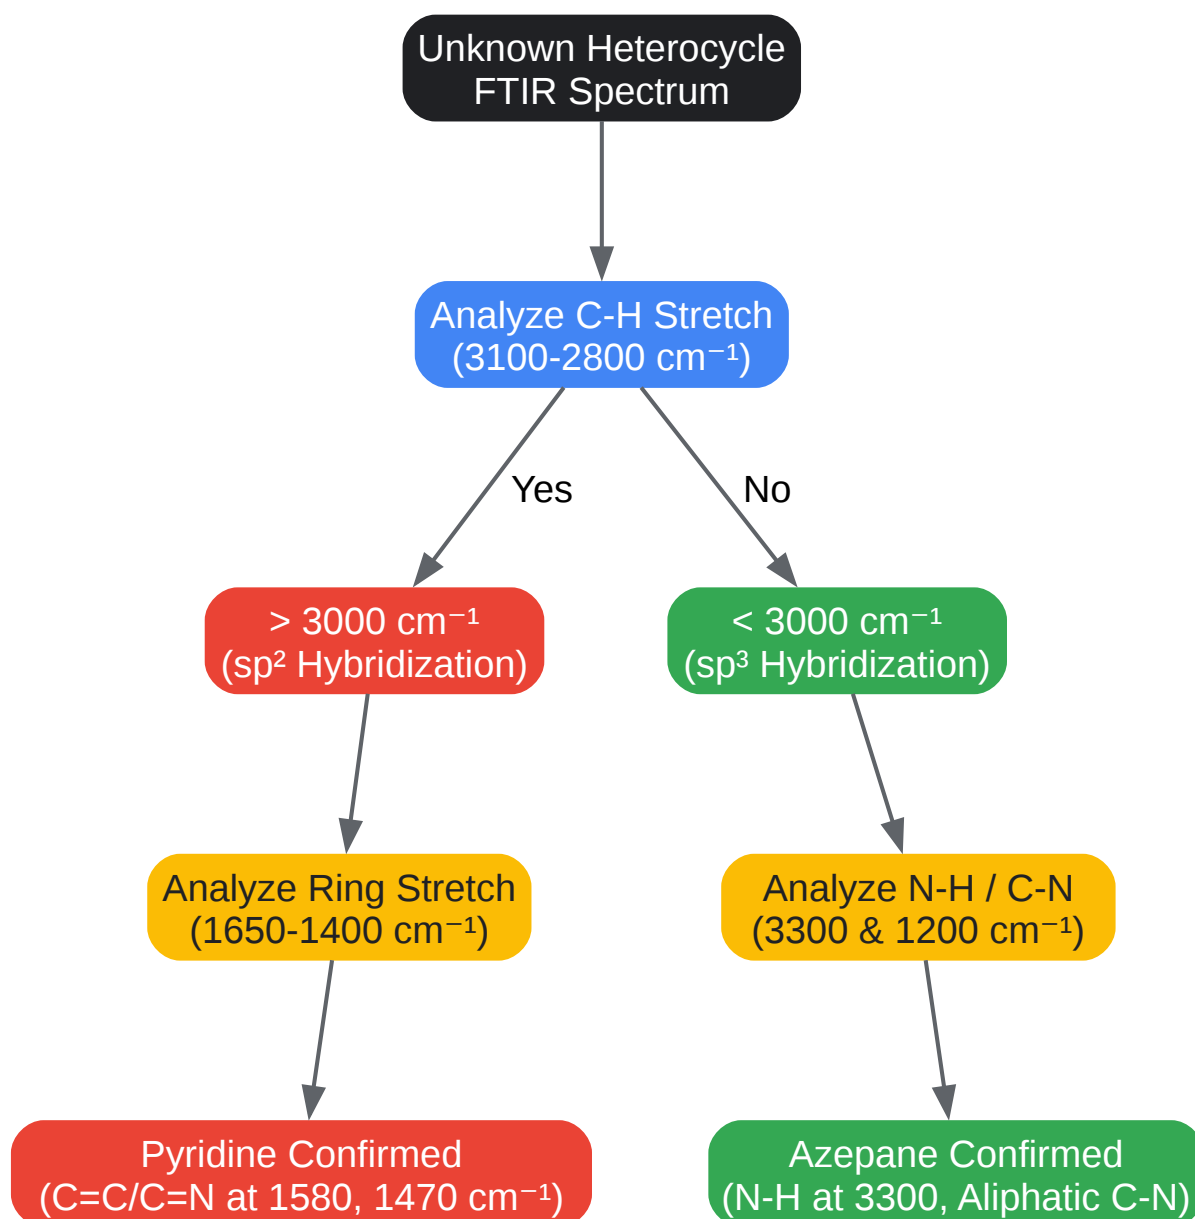 Unknown Heterocycle
FTIR Spectrum
Analyze C-H Stretch
(3100-2800 cm⁻¹)
Yes
No
> 3000 cm⁻¹
(sp² Hybridization)
< 3000 cm⁻¹
(sp³ Hybridization)
Analyze Ring Stretch
(1650-1400 cm⁻¹)
Analyze N-H / C-N
(3300 & 1200 cm⁻¹)
Pyridine Confirmed
(C=C/C=N at 1580, 1470 cm⁻¹)
Azepane Confirmed
(N-H at 3300, Aliphatic C-N)